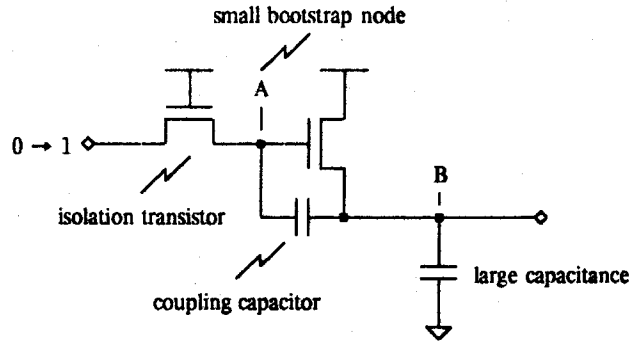 small bootstrap node
A
0 → 1
B
isolation transistor
large capacitance
coupling capacitor